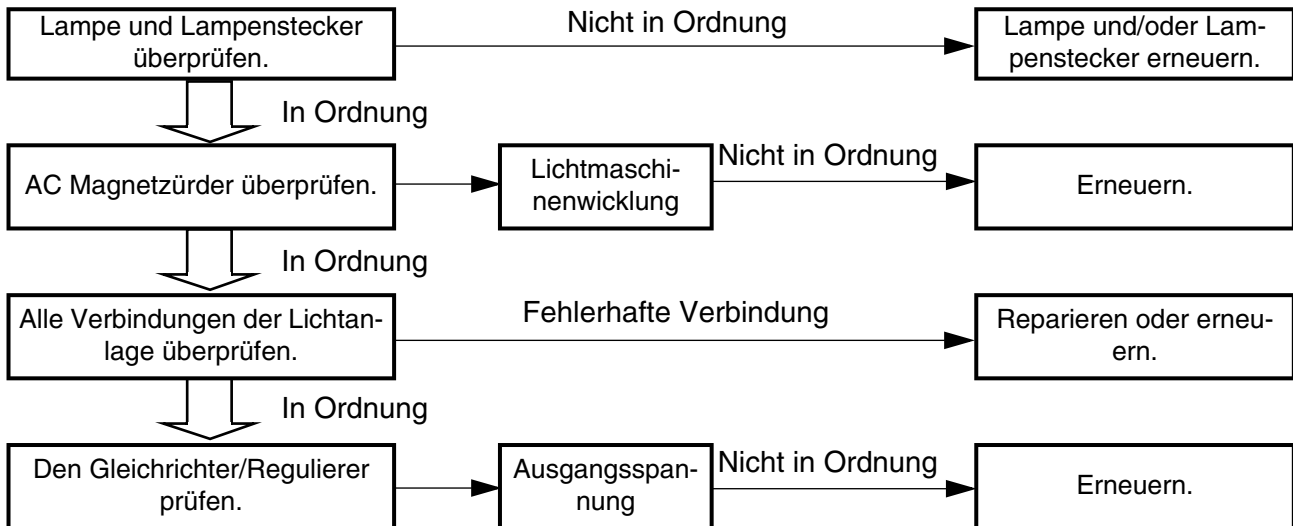 Lampe und Lampenstecker
überprüfen.
Nicht in Ordnung
Lampe und/oder Lam-
penstecker erneuern.
In Ordnung
AC Magnetzürder überprüfen.
Lichtmaschi-
nenwicklung
Nicht in Ordnung
Erneuern.
In Ordnung
Alle Verbindungen der Lichtan-
lage überprüfen.
Fehlerhafte Verbindung
Reparieren oder erneu-
ern.
In Ordnung
Den Gleichrichter/Regulierer
prüfen.
Ausgangsspan-
nung
Nicht in Ordnung
Erneuern.